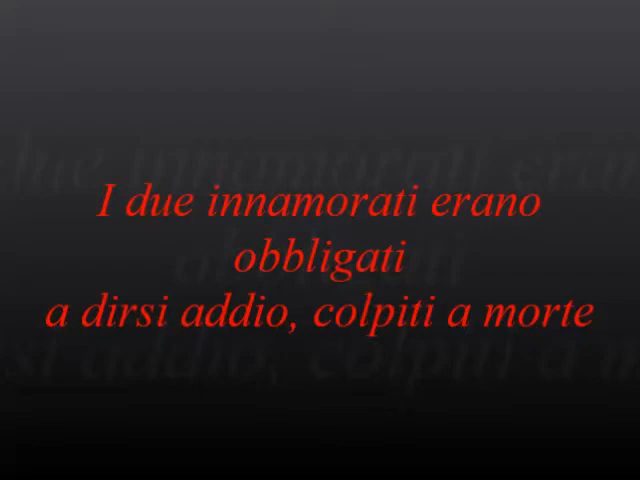 I due innamorati erano
obbligati
a dirsi addio, colpiti a morte